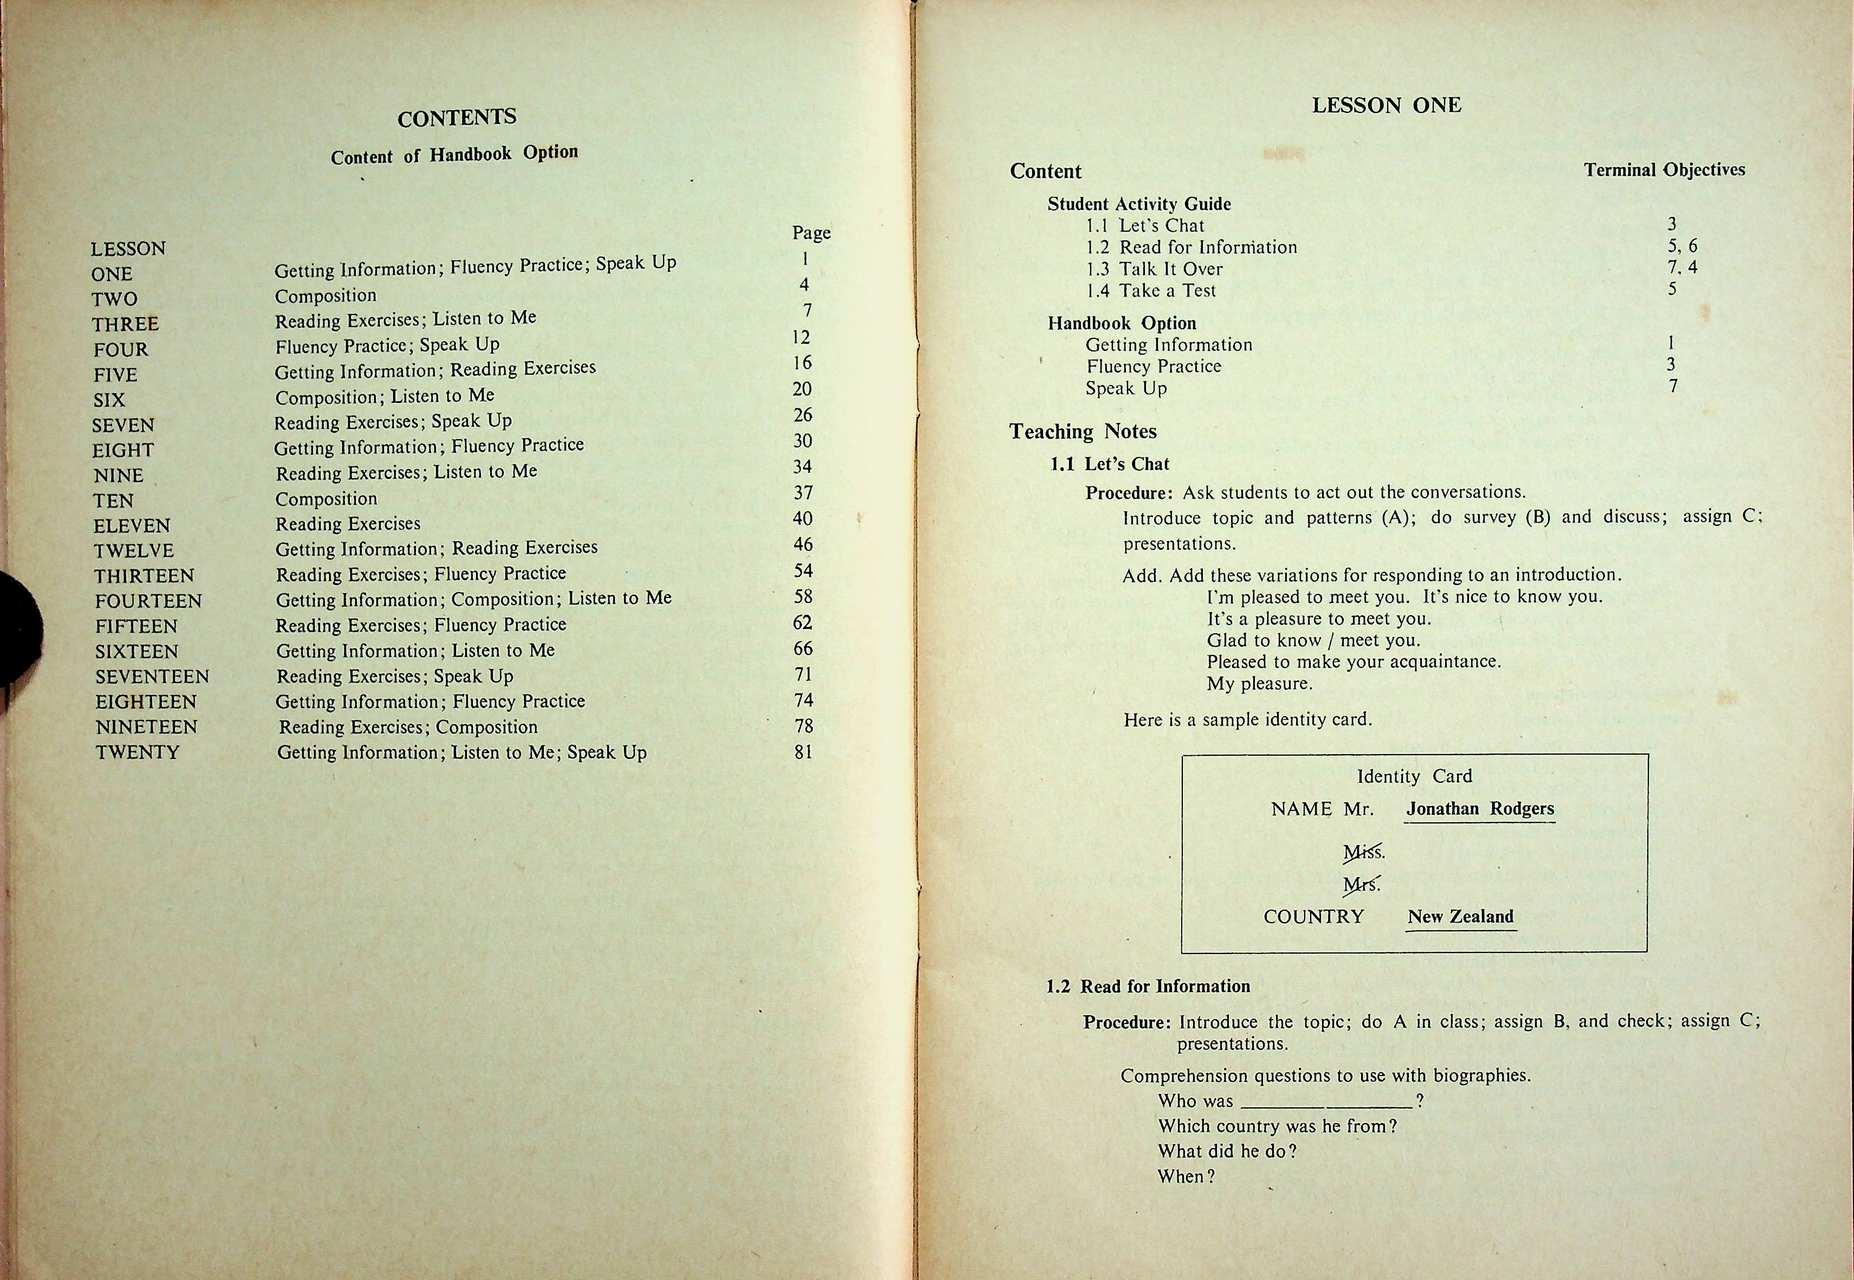 CONTENTS
Content of Handbook Option
Page
LESSON
ONE Getting Information; Fluency Practice; Speak Up 1
TWO Composition 4
THREE Reading Exercises; Listen to Me 7
FOUR Fluency Practice; Speak Up 12
FIVE Getting Information; Reading Exercises 16
SIX Composition; Listen to Me 20
SEVEN Reading Exercises; Speak Up 26
EIGHT Getting Information; Fluency Practice 30
NINE Reading Exercises; Listen to Me 34
TEN Composition 37
ELEVEN Reading Exercises 40
TWELVE Getting Information; Reading Exercises 46
THIRTEEN Reading Exercises; Fluency Practice 54
FOURTEEN Getting Information; Composition; Listen to Me 58
FIFTEEN Reading Exercises; Fluency Practice 62
SIXTEEN Getting Information; Listen to Me 66
SEVENTEEN Reading Exercises; Speak Up 71
EIGHTEEN Getting Information; Fluency Practice 74
NINETEEN Reading Exercises; Composition 78
TWENTY Getting Information; Listen to Me; Speak Up 81
LESSON ONE
Content Terminal Objectives
Student Activity Guide
1.1 Let's Chat 3
1.2 Read for Information 5, 6
1.3 Talk It Over 7, 4
1.4 Take a Test 5
Handbook Option
Getting Information 1
Fluency Practice 3
Speak Up 7
Teaching Notes
1.1 Let's Chat
Procedure: Ask students to act out the conversations.
Introduce topic and patterns (A); do survey (B) and discuss; assign C;
presentations.
Add. Add these variations for responding to an introduction.
I'm pleased to meet you. It's nice to know you.
It's a pleasure to meet you.
Glad to know / meet you.
Pleased to make your acquaintance.
My pleasure.
Here is a sample identity card.
Identity Card
NAME Mr. Jonathan Rodgers
Miss.
Mrs.
COUNTRY New Zealand
1.2 Read for Information
Procedure: Introduce the topic; do A in class; assign B, and check; assign C;
presentations.
Comprehension questions to use with biographies.
Who was ____________________?
Which country was he from?
What did he do?
When?